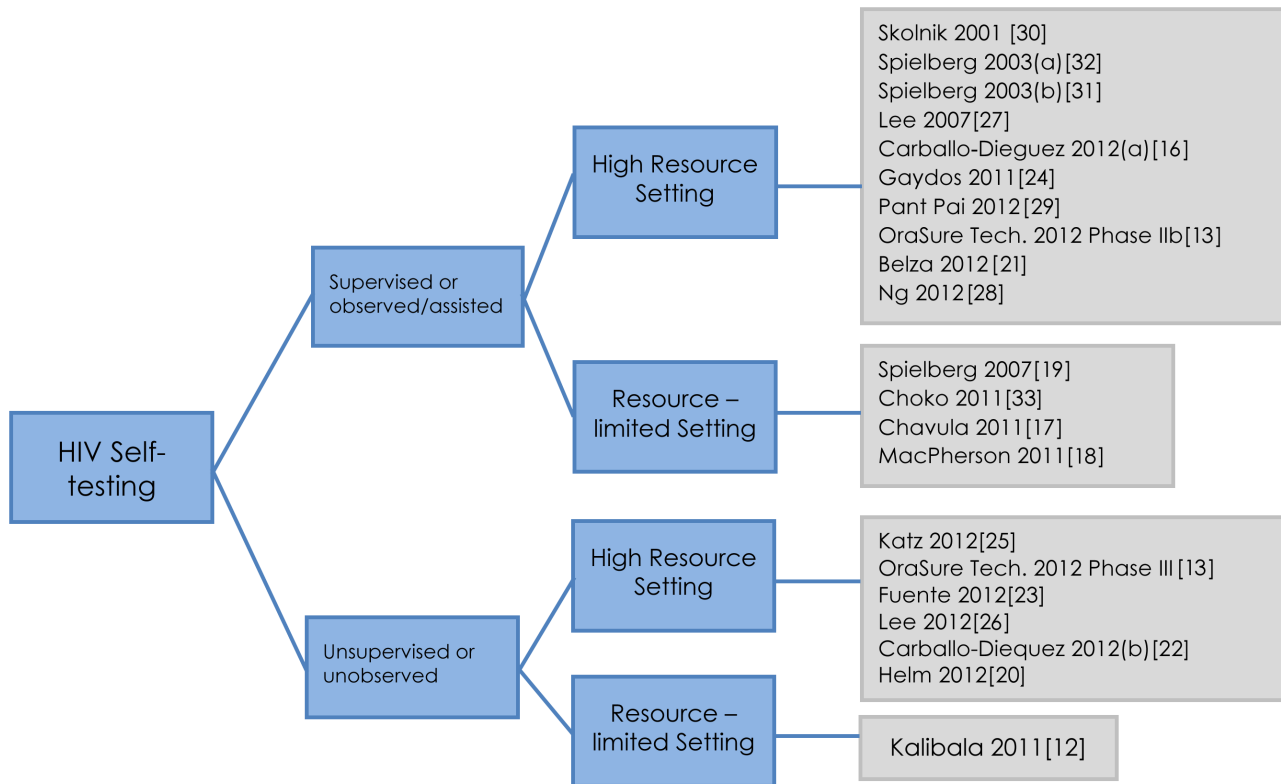 HIV Self-
testing
Supervised or
observed/assisted
High Resource
Setting
Skolnik 2001 [30]
Spielberg 2003(a)[32]
Spielberg 2003(b)[31]
Lee 2007[27]
Carballo-Dieguez 2012(a)[16]
Gaydos 2011[24]
Pant Pai 2012[29]
OraSure Tech. 2012 Phase IIb[13]
Belza 2012[21]
Ng 2012[28]
Resource –
limited Setting
Spielberg 2007[19]
Choko 2011[33]
Chavula 2011[17]
MacPherson 2011[18]
Unsupervised or
unobserved
High Resource
Setting
Katz 2012[25]
OraSure Tech. 2012 Phase III[13]
Fuente 2012[23]
Lee 2012[26]
Carballo-Diequez 2012(b)[22]
Helm 2012[20]
Resource –
limited Setting
Kalibala 2011[12]